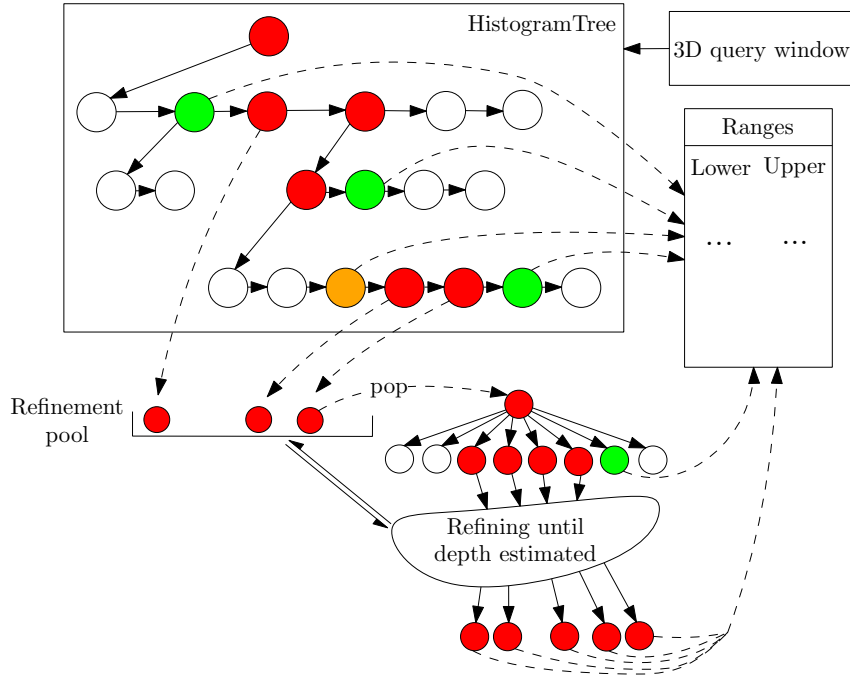 HistogramTree
3D query window
Ranges
Lower Upper
... ...
Refinement
pool
pop
Refining until
depth estimated